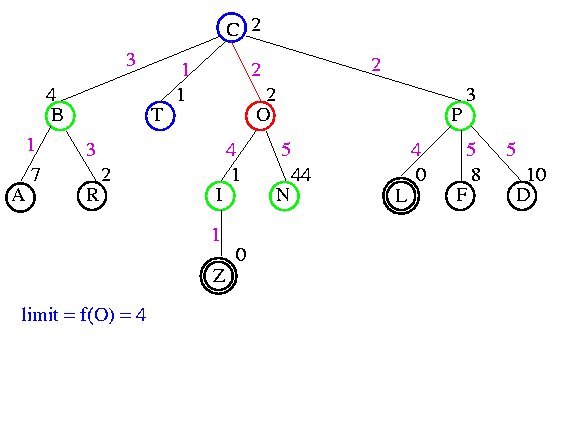 C 2
3 1 2 2
4 1 2 3
B T O P
1 3 4 5 4 5 5
7 2 1 44 0 8 10
A R I N L F D
1
0
Z
limit = f(O) = 4